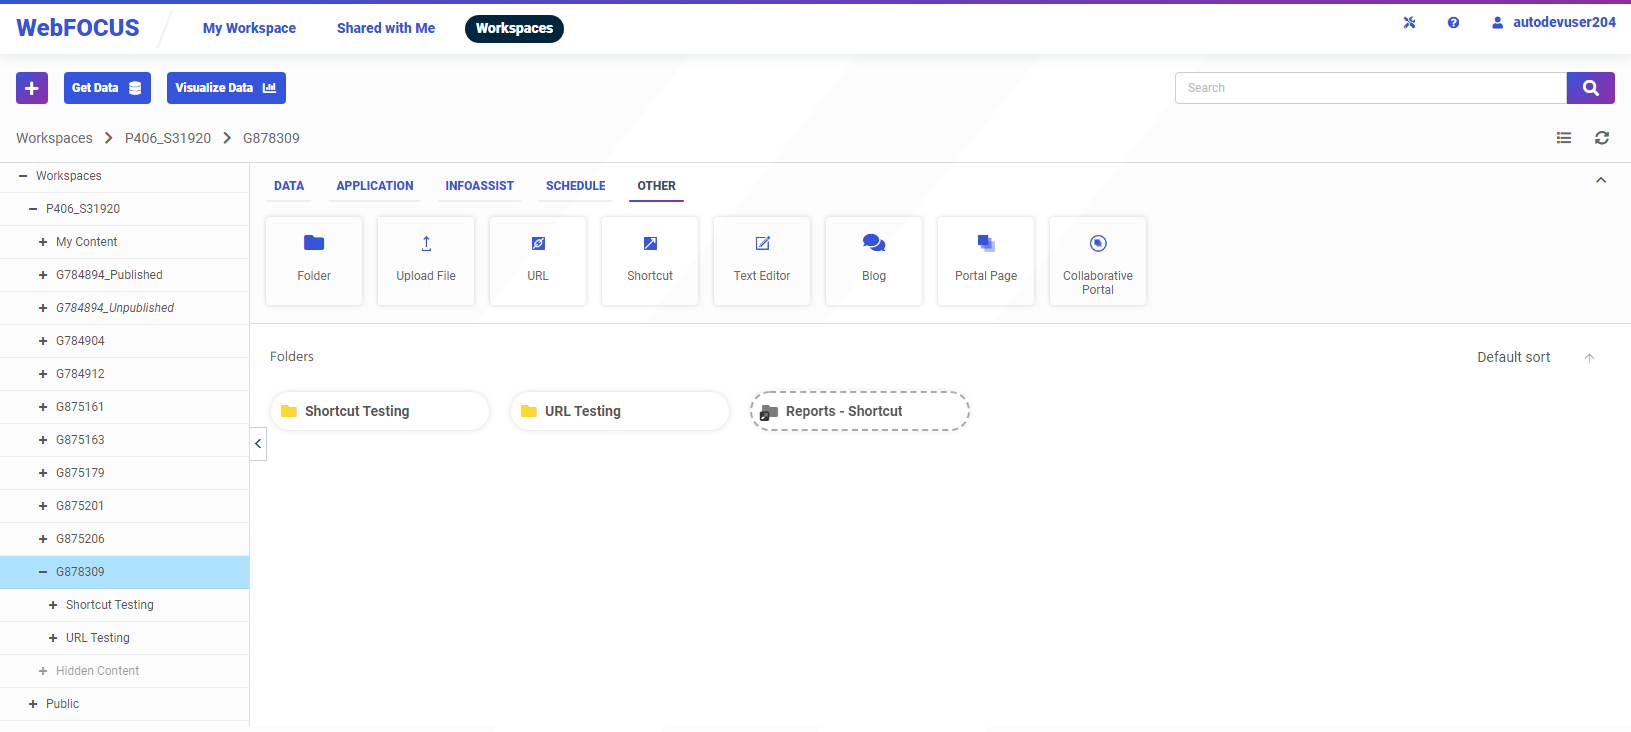 WebFOCUS
My Workspace
Shared with Me
Workspaces
autodevuser204
Get Data
Visualize Data
Search
Workspaces > P406_S31920 > G878309
Workspaces
P406_S31920
My Content
G784894_Published
G784894_Unpublished
G784904
G784912
G875161
G875163
G875179
G875201
G875206
G878309
Shortcut Testing
URL Testing
Hidden Content
Public
DATA
APPLICATION
INFOASSIST
SCHEDULE
OTHER
Folder
Upload File
URL
Shortcut
Text Editor
Blog
Portal Page
Collaborative
Portal
Folders
Default sort
Shortcut Testing
URL Testing
Reports - Shortcut